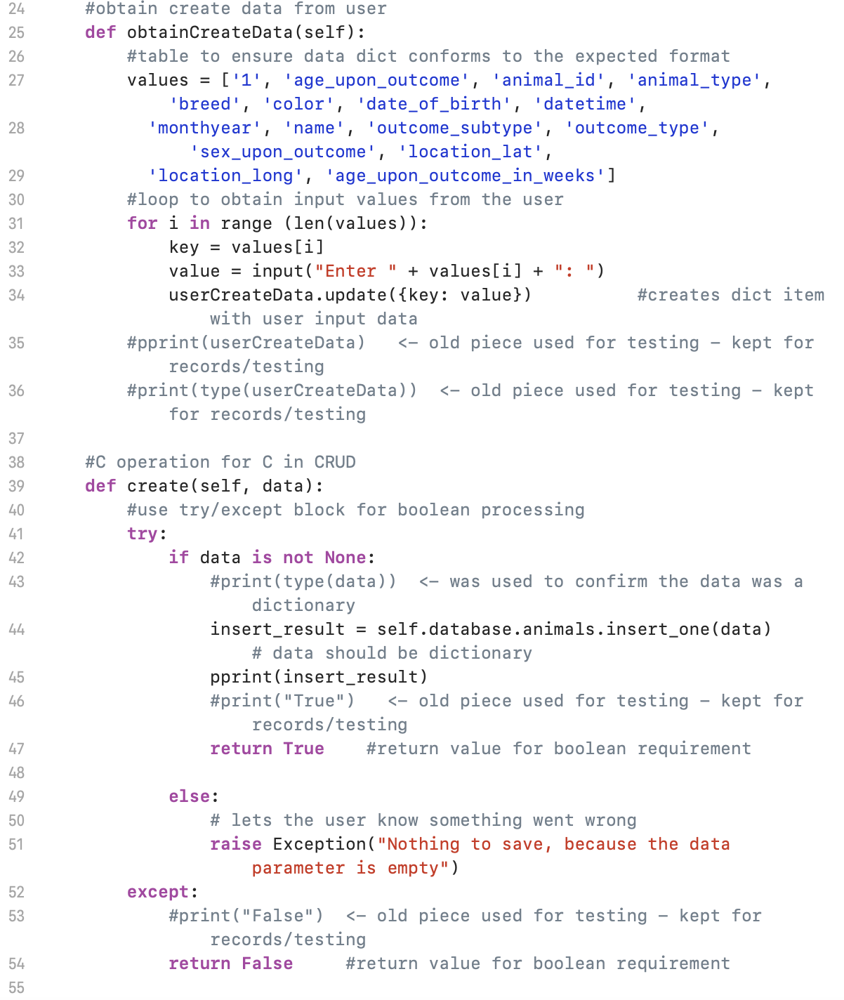 24 #obtain create data from user
25 def obtainCreateData(self):
26 #table to ensure data dict conforms to the expected format
27 values = ['1', 'age_upon_outcome', 'animal_id', 'animal_type',
'breed', 'color', 'date_of_birth', 'datetime',
28 'monthyear', 'name', 'outcome_subtype', 'outcome_type',
'sex_upon_outcome', 'location_lat',
29 'location_long', 'age_upon_outcome_in_weeks']
30 #loop to obtain input values from the user
31 for i in range (len(values)):
32 key = values[i]
33 value = input("Enter " + values[i] + ": ")
34 userCreateData.update({key: value}) #creates dict item
with user input data
35 #pprint(userCreateData) <- old piece used for testing – kept for
records/testing
36 #print(type(userCreateData)) <- old piece used for testing – kept
for records/testing
37
38 #C operation for C in CRUD
39 def create(self, data):
40 #use try/except block for boolean processing
41 try:
42 if data is not None:
43 #print(type(data)) <- was used to confirm the data was a
dictionary
44 insert_result = self.database.animals.insert_one(data)
# data should be dictionary
45 pprint(insert_result)
46 #print("True") <- old piece used for testing – kept for
records/testing
47 return True #return value for boolean requirement
48
49 else:
50 # lets the user know something went wrong
51 raise Exception("Nothing to save, because the data
parameter is empty")
52 except:
53 #print("False") <- old piece used for testing – kept for
records/testing
54 return False #return value for boolean requirement
55